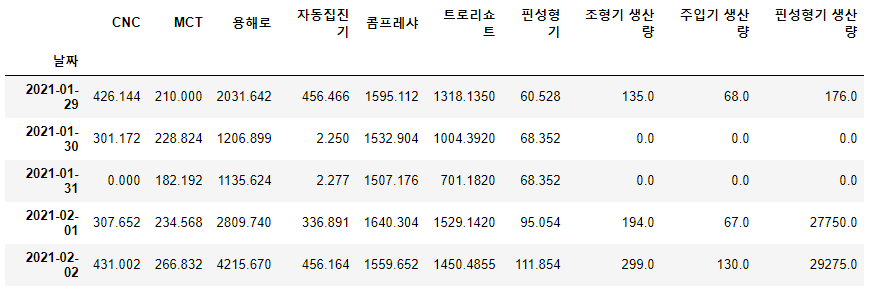 CNC MCT 용해로 자동집진기 콤프레샤 트로리쇼트 핀성형기 조형기 생산량 주입기 생산량 핀성형기 생산량
날짜
2021-01-29 426.144 210.000 2031.642 456.466 1595.112 1318.1350 60.528 135.0 68.0 176.0
2021-01-30 301.172 228.824 1206.899 2.250 1532.904 1004.3920 68.352 0.0 0.0 0.0
2021-01-31 0.000 182.192 1135.624 2.277 1507.176 701.1820 68.352 0.0 0.0 0.0
2021-02-01 307.652 234.568 2809.740 336.891 1640.304 1529.1420 95.054 194.0 67.0 27750.0
2021-02-02 431.002 266.832 4215.670 456.164 1559.652 1450.4855 111.854 299.0 130.0 29275.0